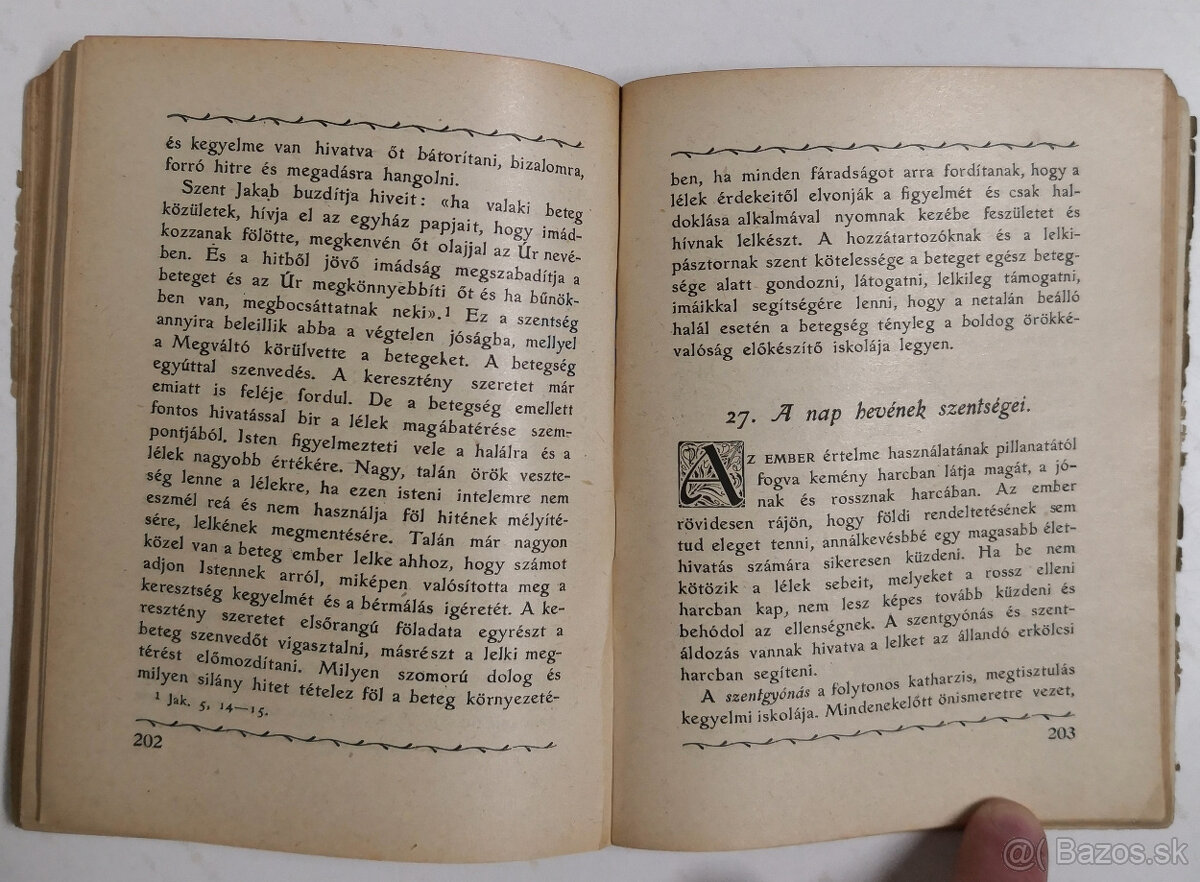 és kegyelme van hivatva őt bátorítani, bizalomra,
forró hitre és megadásra hangolni.
Szent Jakab buzdítja hiveit: «ha valaki beteg
közületek, hívja el az egyház papjait, hogy imád-
kozzanak fölötte, megkenvén őt olajjal az Úr nevé-
ben. És a hitből jövő imádság megszabadítja a
beteget és az Úr megkönnyebbíti őt és ha bűnök-
ben van, megbocsáttatnak neki».¹ Ez a szentség
annyira beleillik abba a végtelen jóságba, mellyel
a Megváltó körülvette a betegeket. A betegség
egyúttal szenvedés. A keresztény szeretet már
emiatt is feléje fordul. De a betegség emellett
fontos hivatással bir a lélek magábatérése szem-
pontjából. Isten figyelmezteti vele a halálra és a
lélek nagyobb értékére. Nagy, talán örök veszte-
ség lenne a lélekre, ha ezen isteni intelemre nem
eszmél reá és nem használja föl hitének mélyíté-
sére, lelkének megmentésére. Talán már nagyon
közel van a beteg ember lelke ahhoz, hogy számot
adjon Istennek arról, miképen valósította meg a
keresztség kegyelmét és a bérmálás igéretét. A ke-
resztény szeretet elsőrangú föladata egyrészt a
beteg szenvedőt vigasztalni, másrészt a lelki meg-
térést előmozdítani. Milyen szomorú dolog és
milyen silány hitet tételez föl a beteg környezeté-
¹ Jak. 5, 14—15.
202
ben, ha minden fáradságot arra fordítanak, hogy a
lélek érdekeitől elvonják a figyelmét és csak hal-
doklása alkalmával nyomnak kezébe feszületet és
hívnak lelkészt. A hozzátartozóknak és a lelki-
pásztornak szent kötelessége a beteget egész beteg-
sége alatt gondozni, látogatni, lelkileg támogatni,
imáikkal segítségére lenni, hogy a netalán beálló
halál esetén a betegség tényleg a boldog örökké-
valóság előkészítő iskolája legyen.
27. A nap hevének szentségei.
AZ EMBER értelme használatának pillanatától
fogva kemény harcban látja magát, a jó-
nak és rossznak harcában. Az ember
rövidesen rájön, hogy földi rendeltetésének sem
tud eleget tenni, annálkevésbbé egy magasabb élet-
hivatás számára sikeresen küzdeni. Ha be nem
kötözik a lélek sebeit, melyeket a rossz elleni
harcban kap, nem lesz képes tovább küzdeni és
behódol az ellenségnek. A szentgyónás és szent-
áldozás vannak hivatva a lelket az állandó erkölcsi
harcban segíteni.
A szentgyónás a folytonos katharzis, megtisztulás
kegyelmi iskolája. Mindenekelőtt önismeretre vezet,
203
@( Bazos.sk